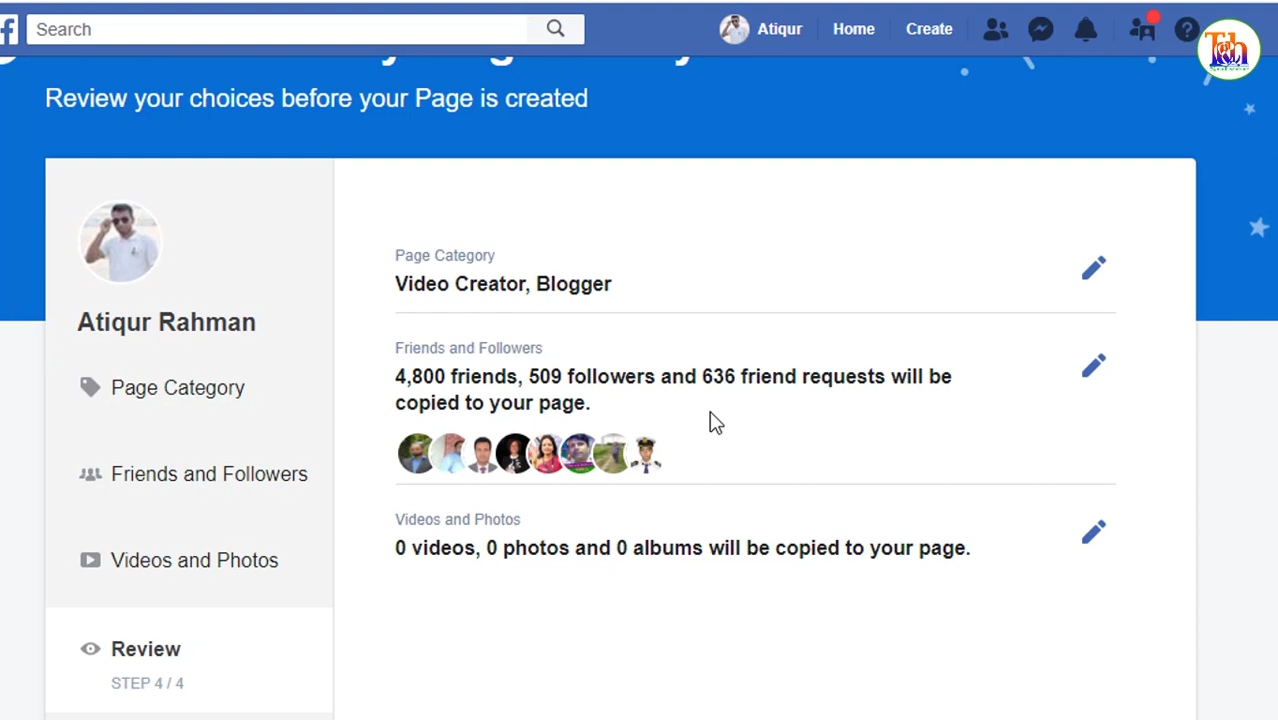 f Search Atiqur Home Create ?
Review your choices before your Page is created
Atiqur Rahman
Page Category
Friends and Followers
Videos and Photos
Review
STEP 4 / 4
Page Category
Video Creator, Blogger
Friends and Followers
4,800 friends, 509 followers and 636 friend requests will be
copied to your page.
Videos and Photos
0 videos, 0 photos and 0 albums will be copied to your page.